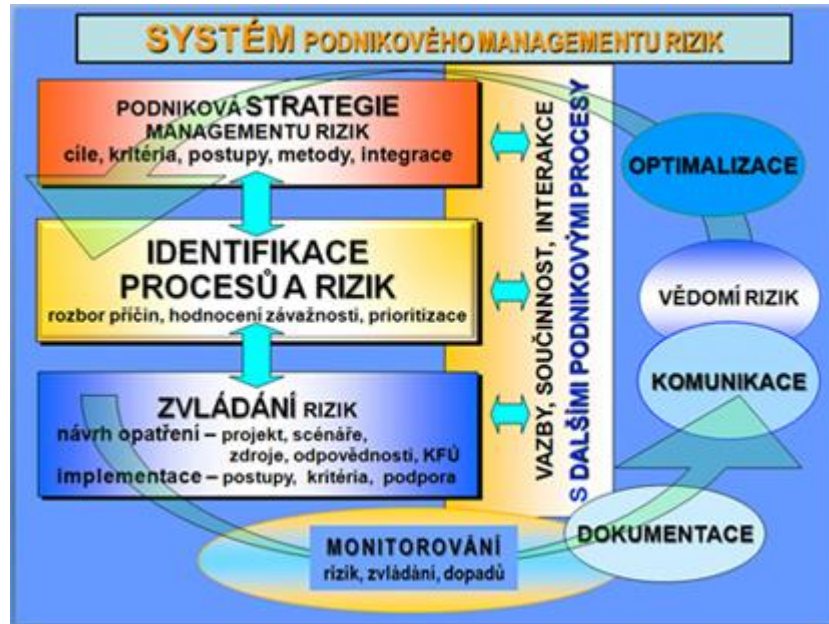 SYSTÉM PODNIKOVÉHO MANAGEMENTU RIZIK
PODNIKOVÁ STRATEGIE
MANAGEMENTU RIZIK
cíle, kritéria, postupy, metody, integrace
IDENTIFIKACE
PROCESŮ A RIZIK
rozbor příčin, hodnocení závažnosti, prioritizace
ZVLÁDÁNÍ RIZIK
návrh opatření – projekt, scénáře,
zdroje, odpovědnosti, KFÚ
implementace – postupy, kritéria, podpora
VAZBY, SOUČINNOST, INTERAKCE
S DALŠÍMI PODNIKOVÝMI PROCESY
OPTIMALIZACE
VĚDOMÍ RIZIK
KOMUNIKACE
DOKUMENTACE
MONITOROVÁNÍ
rizik, zvládání, dopadů